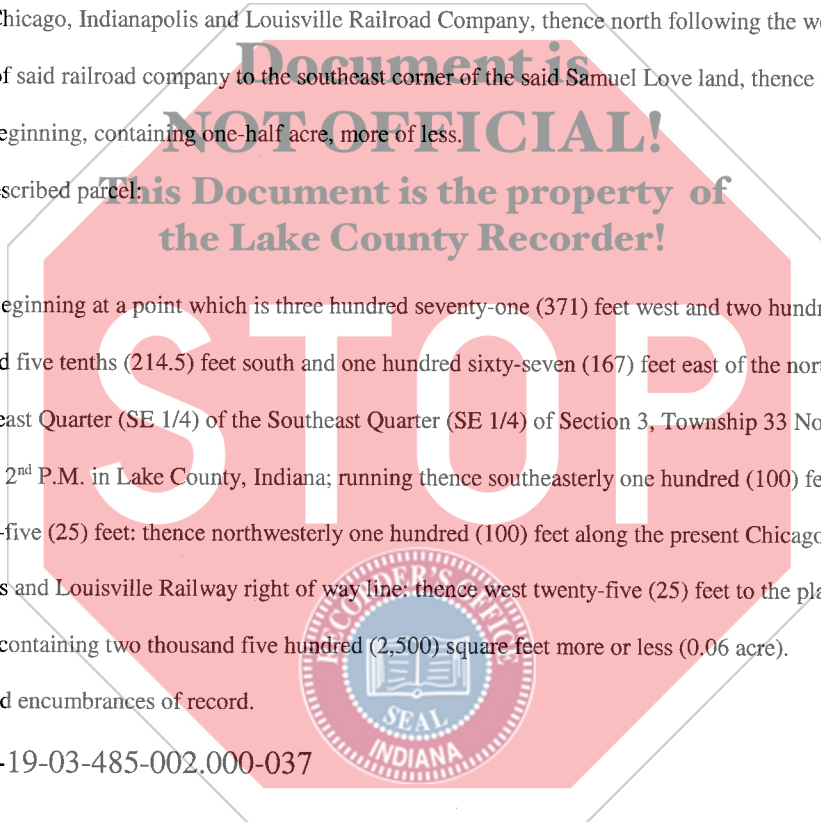 Chicago, Indianapolis and Louisville Railroad Company, thence north following the we
of said railroad company to the southeast corner of the said Samuel Love land, thence
eginning, containing one-half acre, more of less.
scribed parcel:
Document is
NOT OFFICIAL!
This Document is the property of
the Lake County Recorder!
eginning at a point which is three hundred seventy-one (371) feet west and two hundr
d five tenths (214.5) feet south and one hundred sixty-seven (167) feet east of the nort
east Quarter (SE 1/4) of the Southeast Quarter (SE 1/4) of Section 3, Township 33 No
2nd P.M. in Lake County, Indiana; running thence southeasterly one hundred (100) fe
-five (25) feet: thence northwesterly one hundred (100) feet along the present Chicago
s and Louisville Railway right of way line: thence west twenty-five (25) feet to the pla
containing two thousand five hundred (2,500) square feet more or less (0.06 acre).
d encumbrances of record.
-19-03-485-002.000-037
STOP
RECORDER'S OFFICE
SEAL
INDIANA